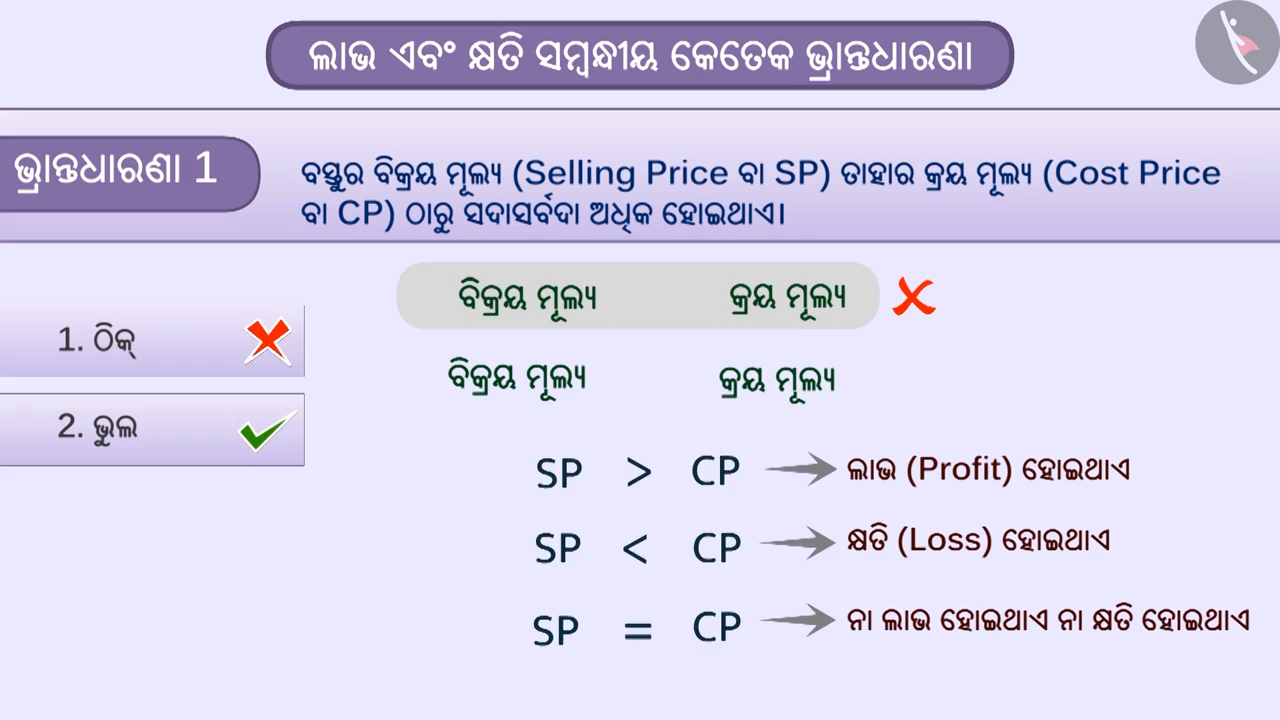 ଲାଭ ଏବଂ କ୍ଷତି ସମ୍ବନ୍ଧୀୟ କେତେକ ଭ୍ରାନ୍ତଧାରଣା
ଭ୍ରାନ୍ତଧାରଣା 1
ବସ୍ତୁର ବିକ୍ରୟ ମୂଲ୍ୟ (Selling Price ବା SP) ତାହାର କ୍ରୟ ମୂଲ୍ୟ (Cost Price
ବା CP) ଠାରୁ ସଦାସର୍ବଦା ଅଧିକ ହୋଇଥାଏ।
ବିକ୍ରୟ ମୂଲ୍ୟ କ୍ରୟ ମୂଲ୍ୟ
1. ଠିକ୍
ବିକ୍ରୟ ମୂଲ୍ୟ କ୍ରୟ ମୂଲ୍ୟ
2. ଭୁଲ
SP > CP ଲାଭ (Profit) ହୋଇଥାଏ
SP < CP କ୍ଷତି (Loss) ହୋଇଥାଏ
SP = CP ନା ଲାଭ ହୋଇଥାଏ ନା କ୍ଷତି ହୋଇଥାଏ